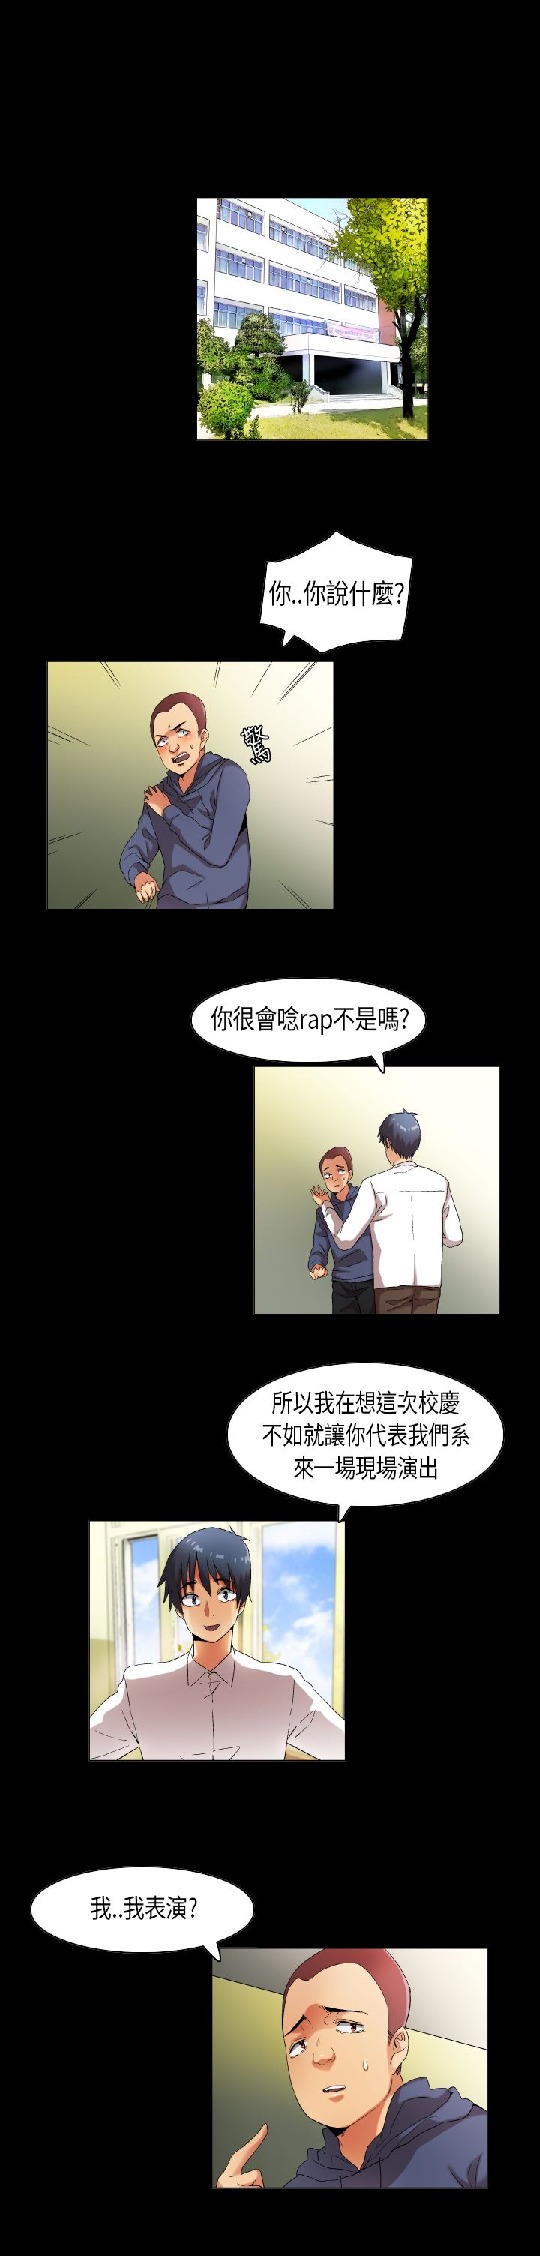 你..你說什麼?
驚
你很會唸rap不是嗎?
所以我在想這次校慶
不如就讓你代表我們系
來一場現場演出
我..我表演?